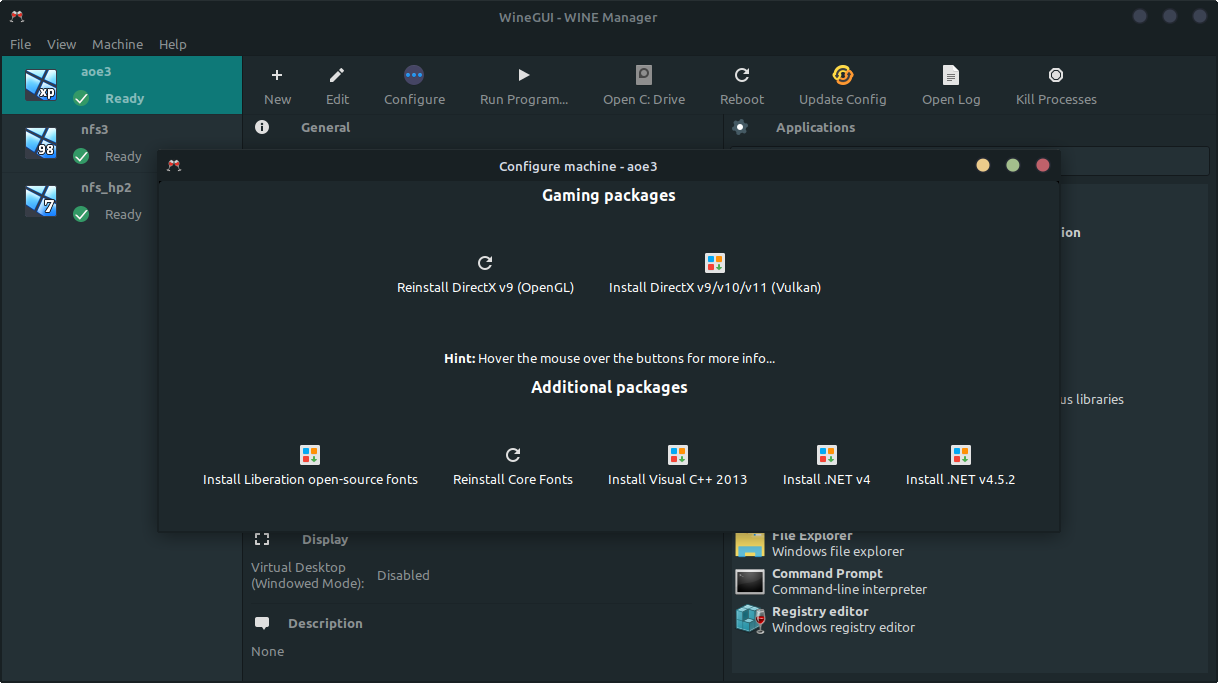 WineGUI - WINE Manager
File View Machine Help
aoe3
xp
Ready
nfs3
98
Ready
nfs_hp2
7
Ready
New
Edit
Configure
Run Program...
Open C: Drive
Reboot
Update Config
Open Log
Kill Processes
General
Applications
Configure machine - aoe3
Gaming packages
Reinstall DirectX v9 (OpenGL)
Install DirectX v9/v10/v11 (Vulkan)
Hint: Hover the mouse over the buttons for more info...
Additional packages
Install Liberation open-source fonts
Reinstall Core Fonts
Install Visual C++ 2013
Install .NET v4
Install .NET v4.5.2
ion
us libraries
Display
Virtual Desktop
(Windowed Mode):
Disabled
Description
None
File Explorer
Windows file explorer
Command Prompt
Command-line interpreter
Registry editor
Windows registry editor